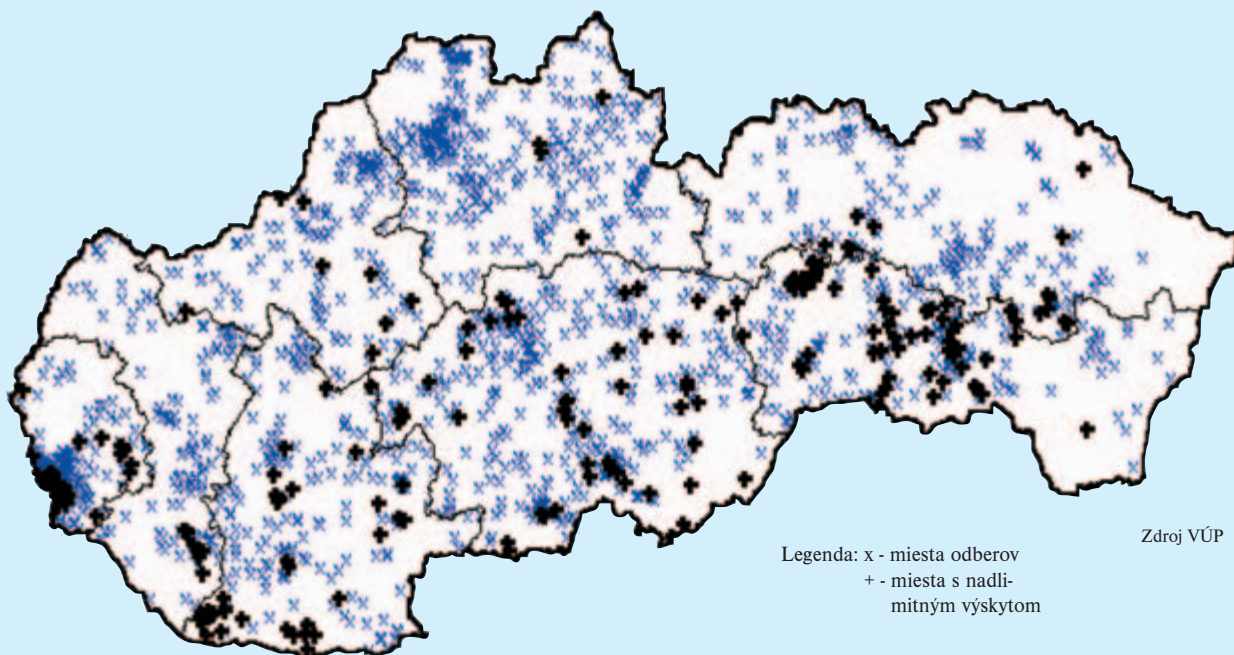 Zdroj VÚP
Legenda: x - miesta odberov
+ - miesta s nadli-
mitným výskytom